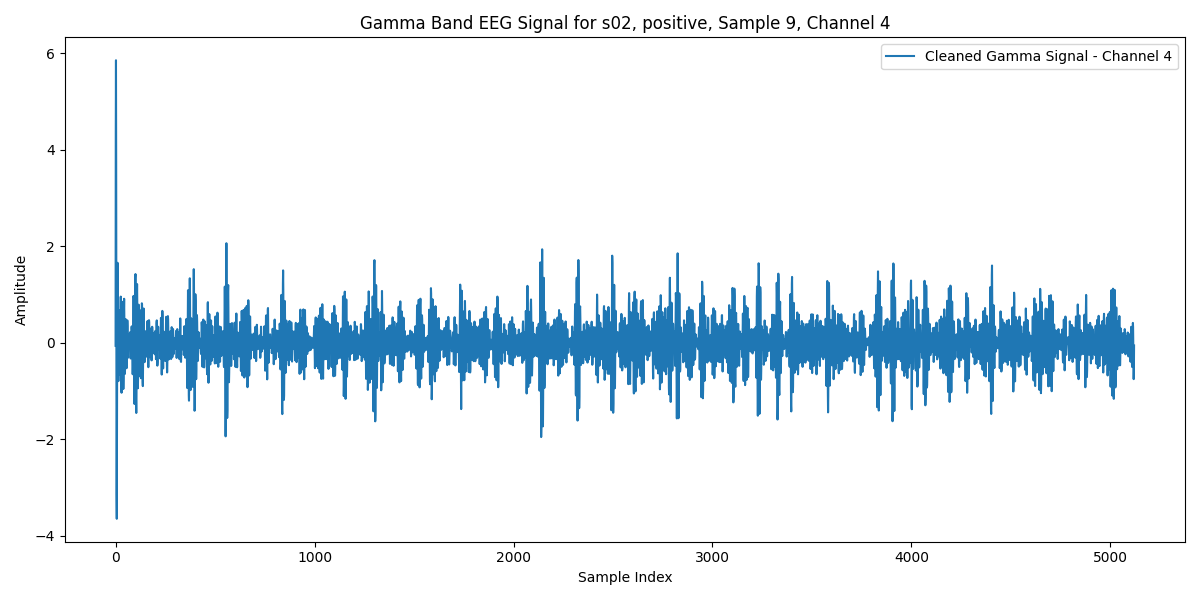 Gamma Band EEG Signal for s02, positive, Sample 9, Channel 4
Cleaned Gamma Signal - Channel 4
6
4
2
0
−2
−4
Amplitude
0 1000 2000 3000 4000 5000
Sample Index